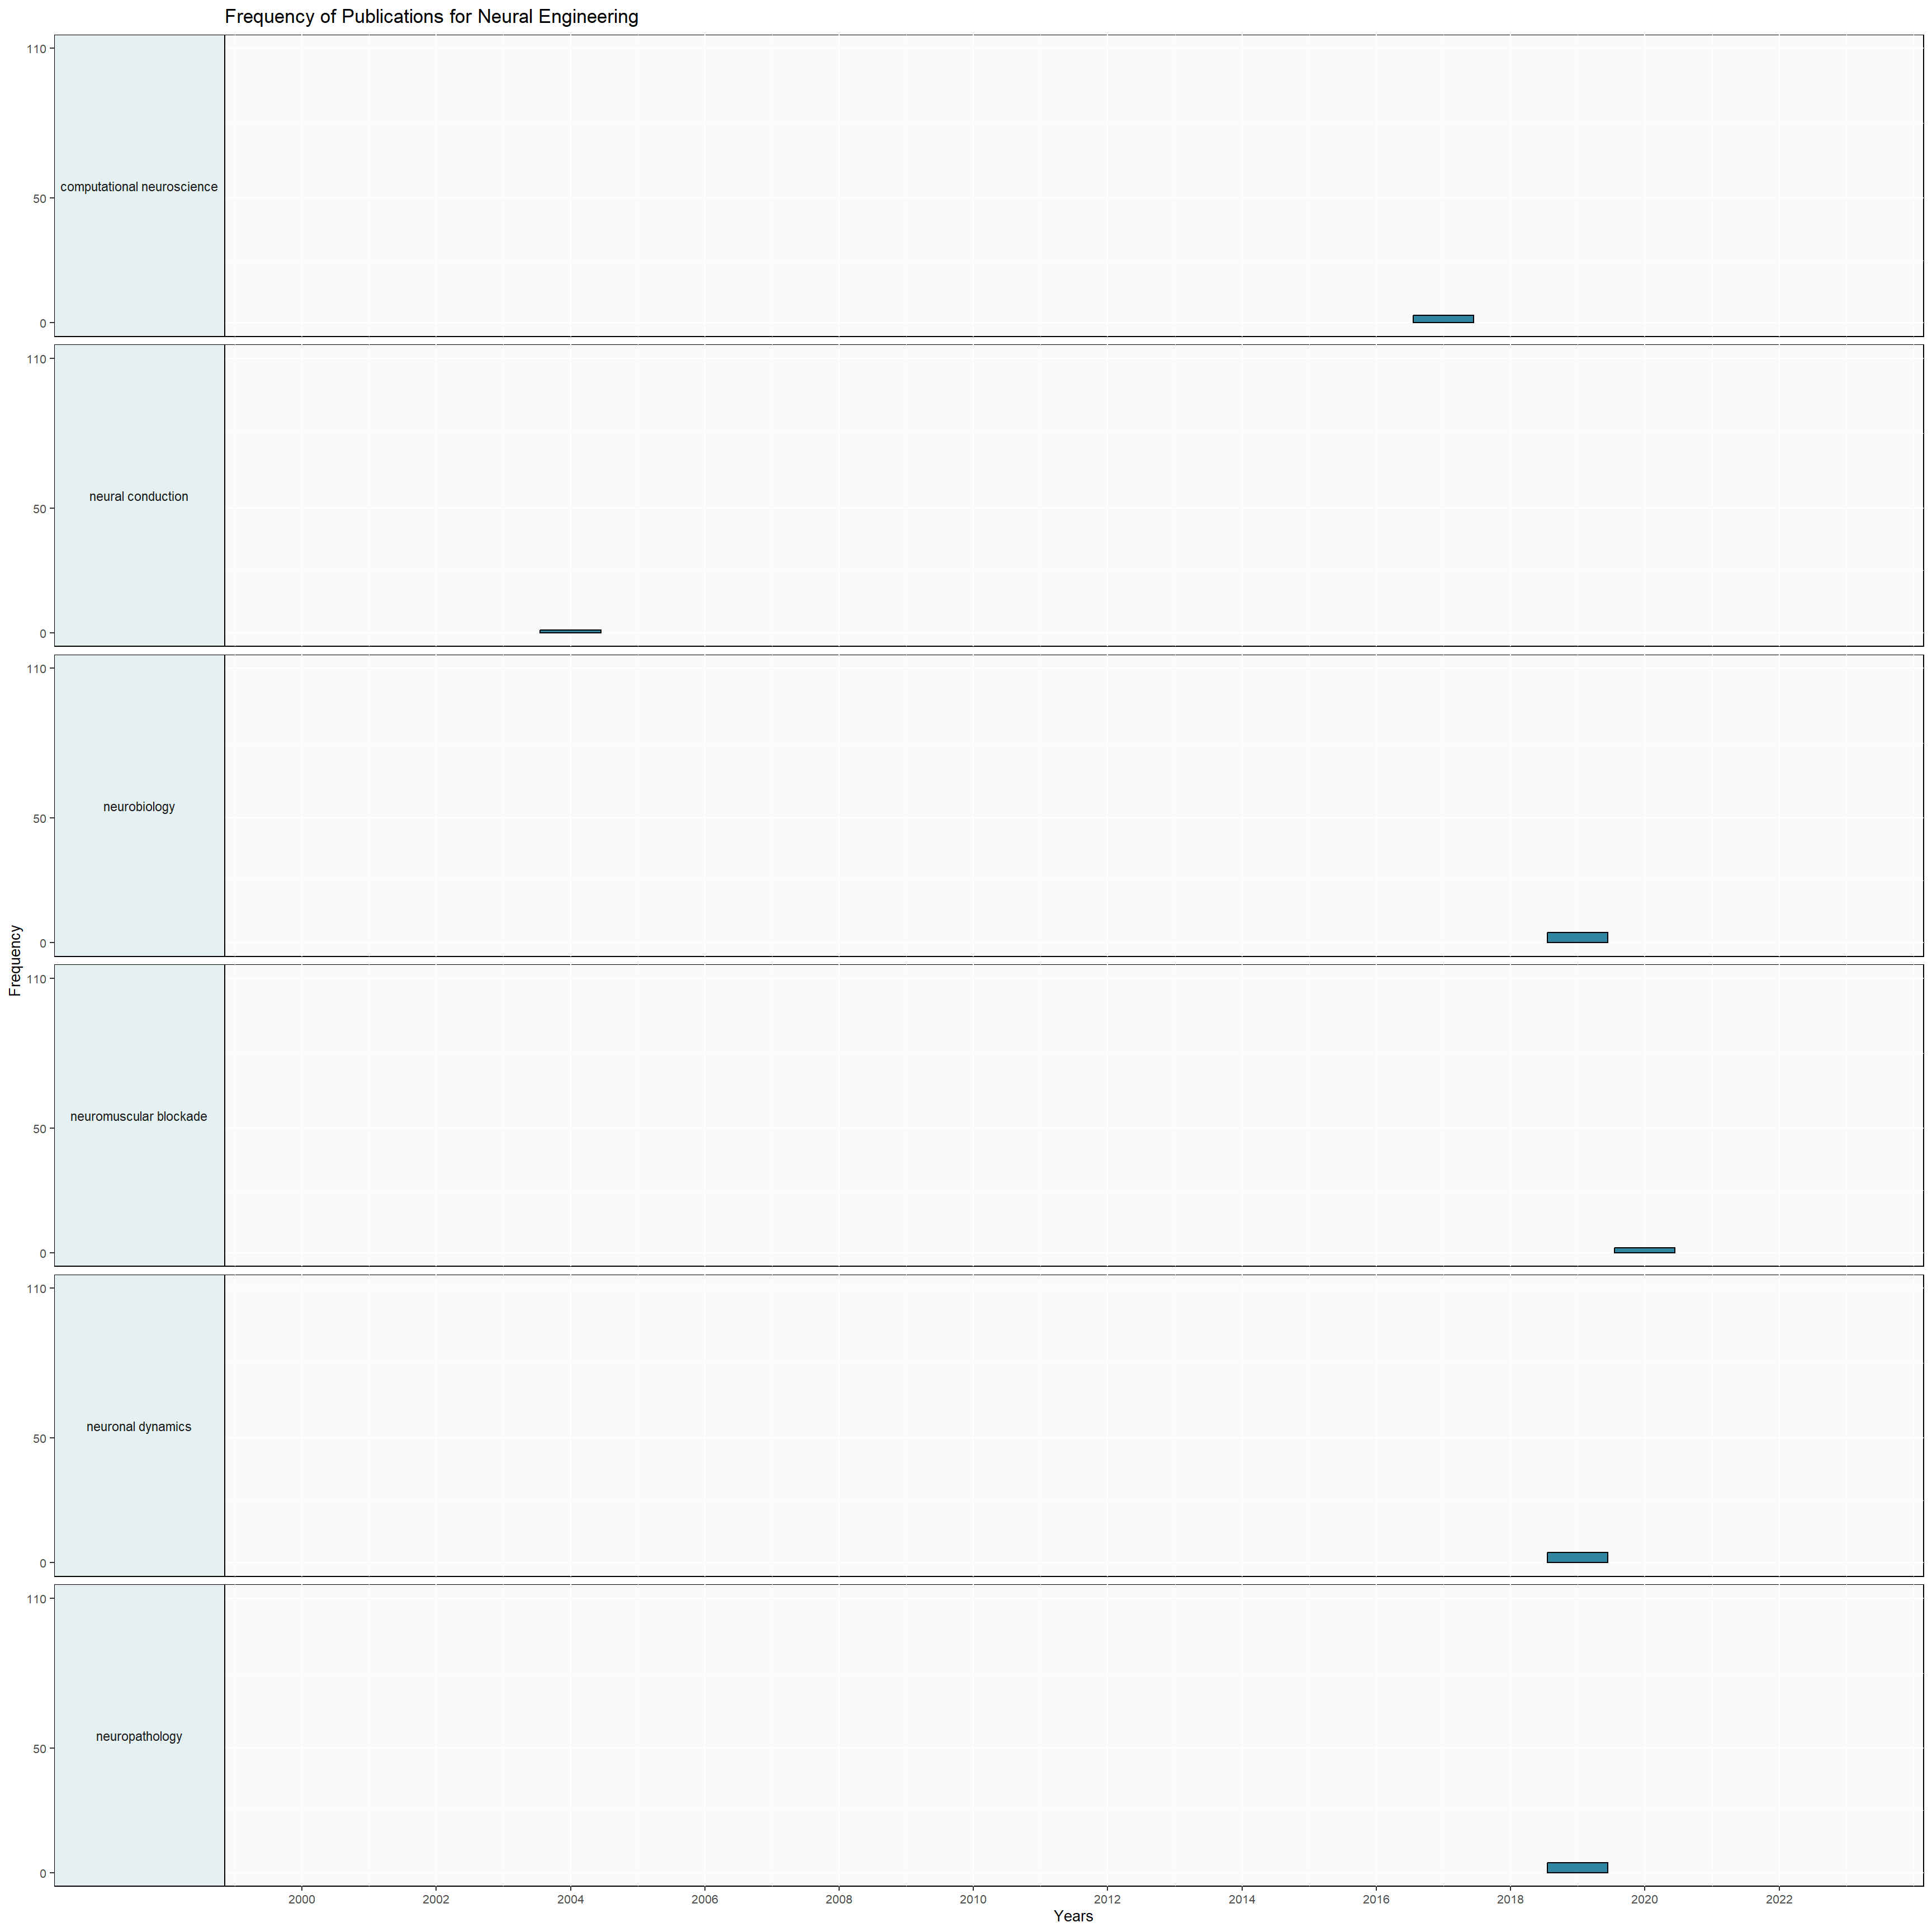 Frequency of Publications for Neural Engineering
110
computational neuroscience
50
0
110
neural conduction
50
0
110
neurobiology
50
0
Frequency
110
neuromuscular blockade
50
0
110
neuronal dynamics
50
0
110
neuropathology
50
0
2000 2002 2004 2006 2008 2010 2012 2014 2016 2018 2020 2022
Years